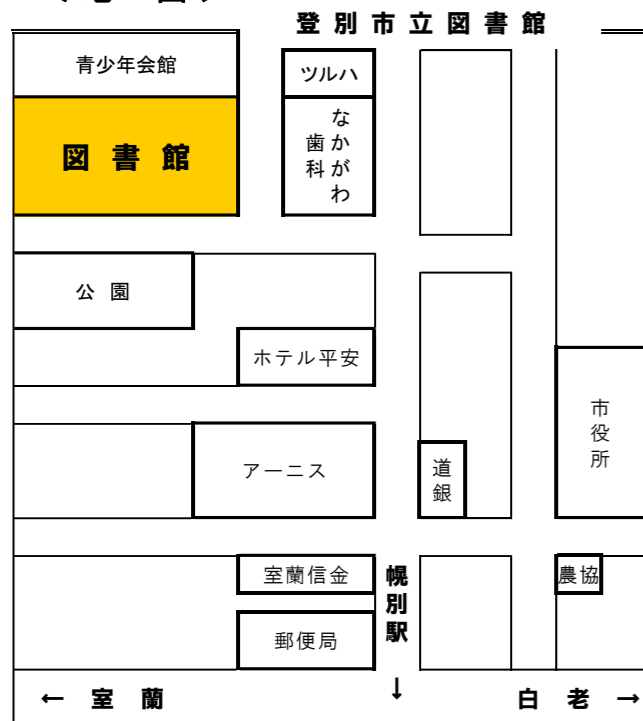 登別市立図書館
青少年会館
ツルハ
図書館
なかがわ
歯科
公園
ホテル平安
市役所
アーニス
道銀
室蘭信金
幌別駅
農協
郵便局
← 室蘭
↓
白老 →